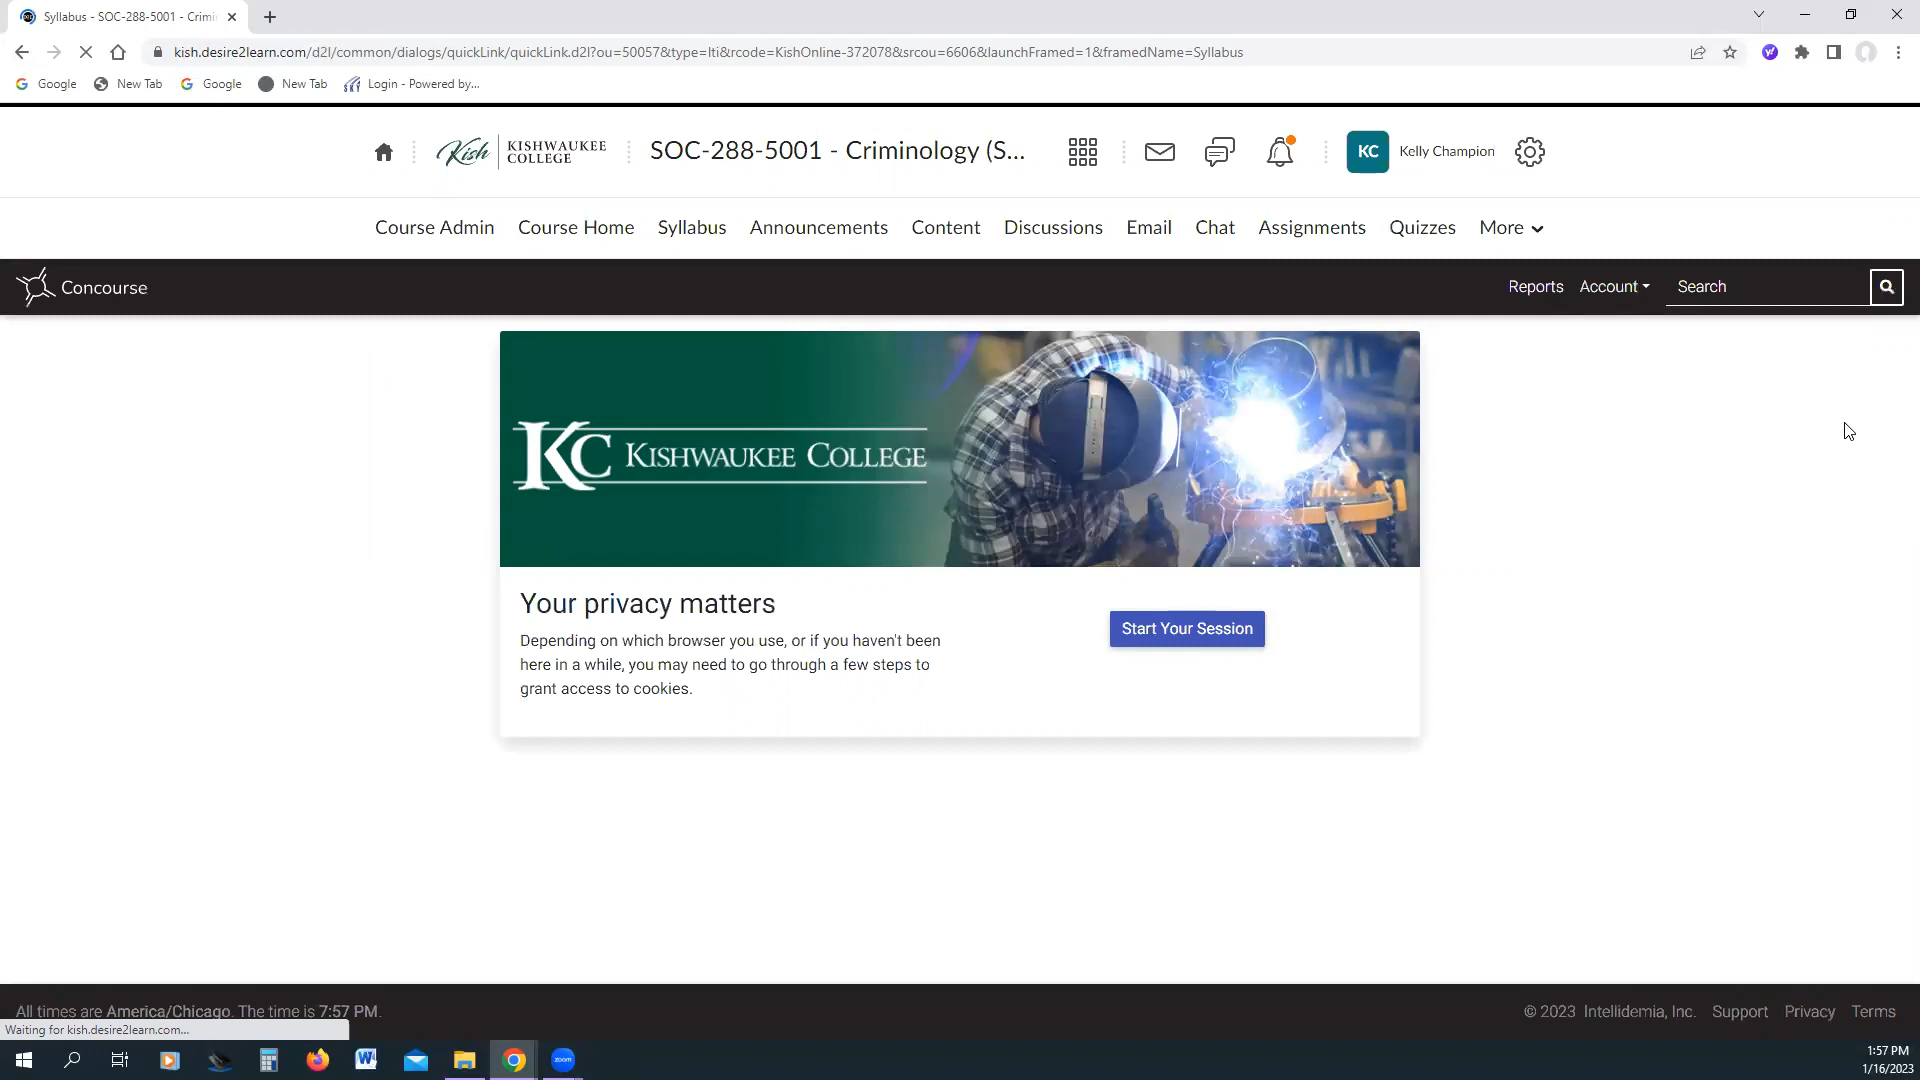 Syllabus - SOC-288-5001 - Crimi
kish.desire2learn.com/d2l/common/dialogs/quickLink/quickLink.d2l?ou=50057&type=lti&rcode=KishOnline-372078&srcou=6606&launchFramed=1&framedName=Syllabus
Google New Tab Google New Tab Login - Powered by...
Kish KISHWAUKEE COLLEGE SOC-288-5001 - Criminology (S... KC Kelly Champion
Course Admin Course Home Syllabus Announcements Content Discussions Email Chat Assignments Quizzes More
Concourse Reports Account Search
KC KISHWAUKEE COLLEGE
Your privacy matters
Start Your Session
Depending on which browser you use, or if you haven't been
here in a while, you may need to go through a few steps to
grant access to cookies.
All times are America/Chicago. The time is 7:57 PM. © 2023 Intellidemia, Inc. Support Privacy Terms
Waiting for kish.desire2learn.com...
zoom
1:57 PM
1/16/2023